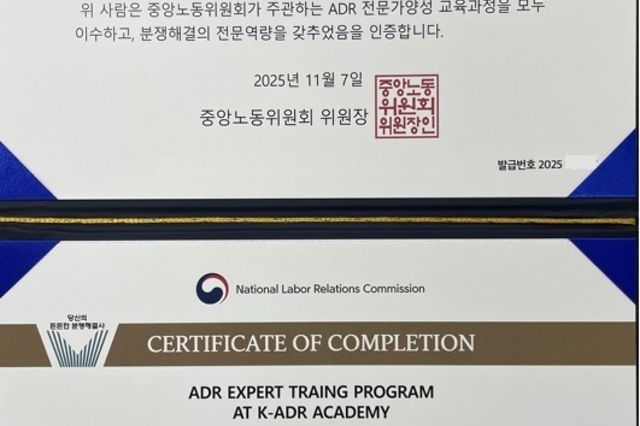 위 사람은 중앙노동위원회가 주관하는 ADR 전문가양성 교육과정을 모두
이수하고, 분쟁해결의 전문역량을 갖추었음을 인증합니다.
2025년 11월 7일
중앙노동위원회 위원장
중앙노동
위원회
위원장인
발급번호 2025
National Labor Relations Commission
당신의
든든한 분쟁해결사
CERTIFICATE OF COMPLETION
ADR EXPERT TRAING PROGRAM
AT K-ADR ACADEMY